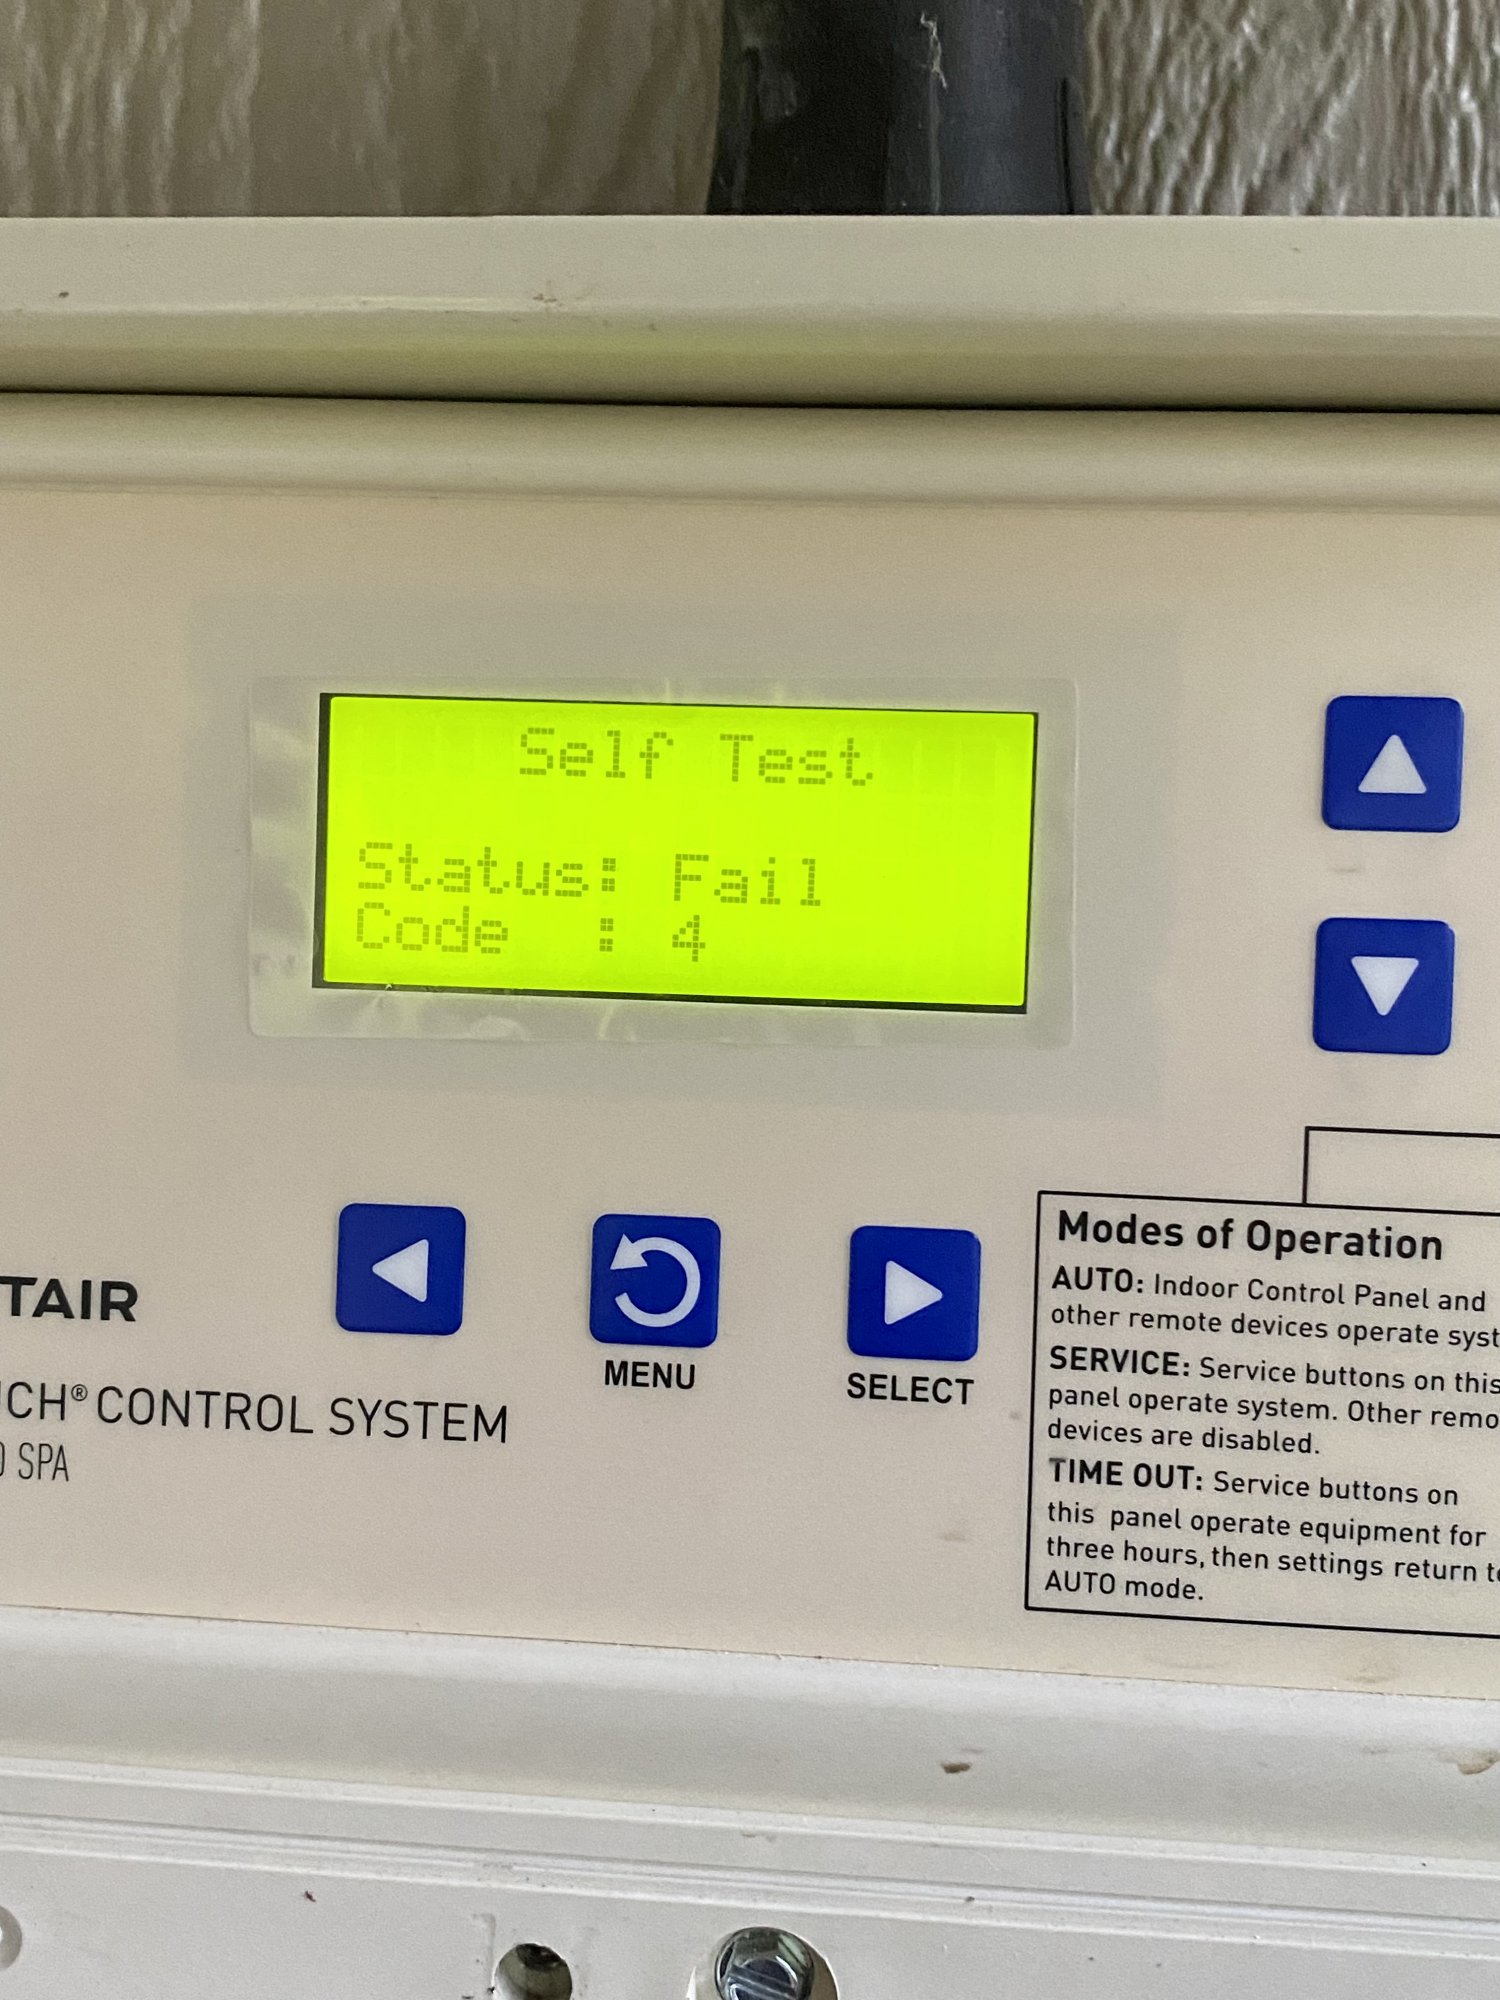 Self Test
Status: Fail
Code : 4
MENU
SELECT
TAIR
CH® CONTROL SYSTEM
SPA
Modes of Operation
AUTO: Indoor Control Panel and
other remote devices operate syst
SERVICE: Service buttons on this
panel operate system. Other remo
devices are disabled.
TIME OUT: Service buttons on
this panel operate equipment for
three hours, then settings return to
AUTO mode.